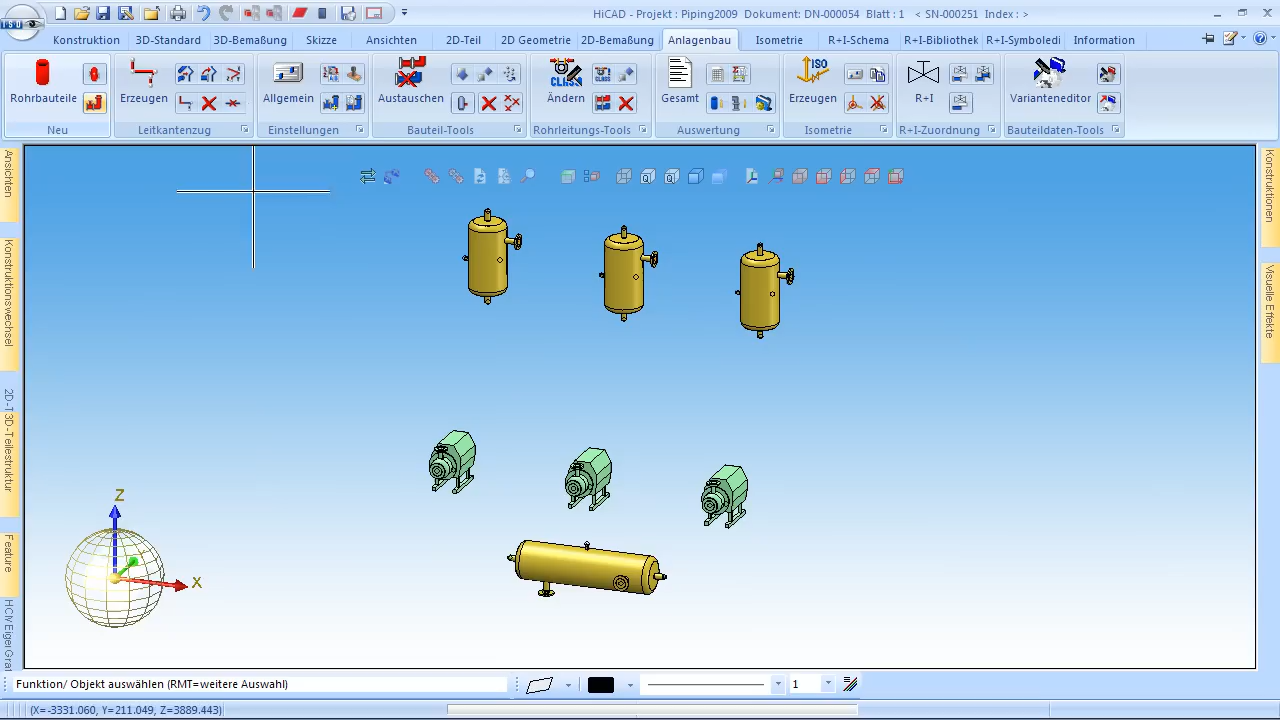 HiCAD - Projekt : Piping2009 Dokument: DN-000054 Blatt : 1 < SN-000251 Index : >
ISD
Konstruktion 3D-Standard 3D-Bemaßung Skizze Ansichten 2D-Teil 2D Geometrie 2D-Bemaßung Anlagenbau Isometrie R+I-Schema R+I-Bibliothek R+I-Symboledi Information
Rohrbauteile Erzeugen Allgemein Austauschen Ändern Gesamt Erzeugen R+I Varianteneditor
Neu Leitkantenzug Einstellungen Bauteil-Tools Rohrleitungs-Tools Auswertung Isometrie R+I-Zuordnung Bauteildaten-Tools
Ansichten
Konstruktionswechsel
2D-T
3D-Teilestruktur
Feature
Konstruktionen
Visuelle Effekte
Z
X
Funktion/ Objekt auswählen (RMT=weitere Auswahl)
1
(X=-3331.060, Y=211.049, Z=3889.443)